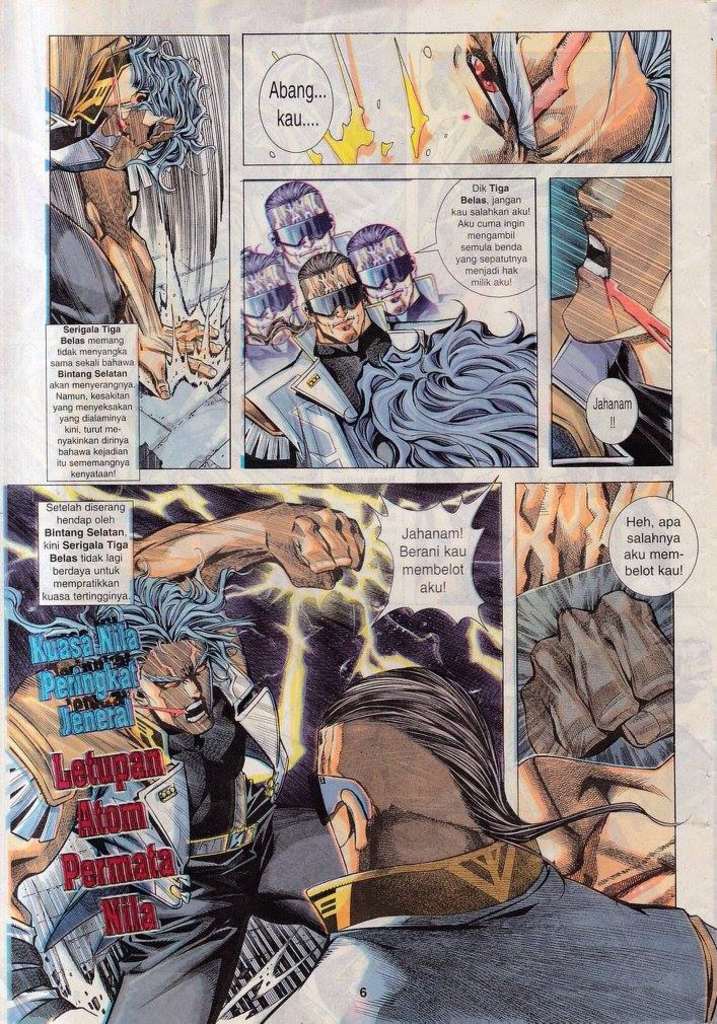 Serigala Tiga
Belas memang
tidak menyangka
sama sekali bahawa
Bintang Selatan
akan menyerangnya.
Namun, kesakitan
yang menyeksakan
yang dialaminya
kini, turut me-
nyakinkan dirinya
bahawa kejadian
itu sememangnya
kenyataan!
Abang...
kau....
Dik Tiga
Belas, jangan
kau salahkan aku!
Aku cuma ingin
mengambil
semula benda
yang sepatutnya
menjadi hak
milik aku!
Jahanam
!!
Setelah diserang
hendap oleh
Bintang Selatan,
kini Serigala Tiga
Belas tidak lagi
berdaya untuk
mempratikkan
kuasa tertingginya.
Jahanam!
Berani kau
membelot
aku!
Heh, apa
salahnya
aku mem-
belot kau!
Kuasa Nila
Peringkat
Jeneral
Letupan
Atom
Permata
Nila
6